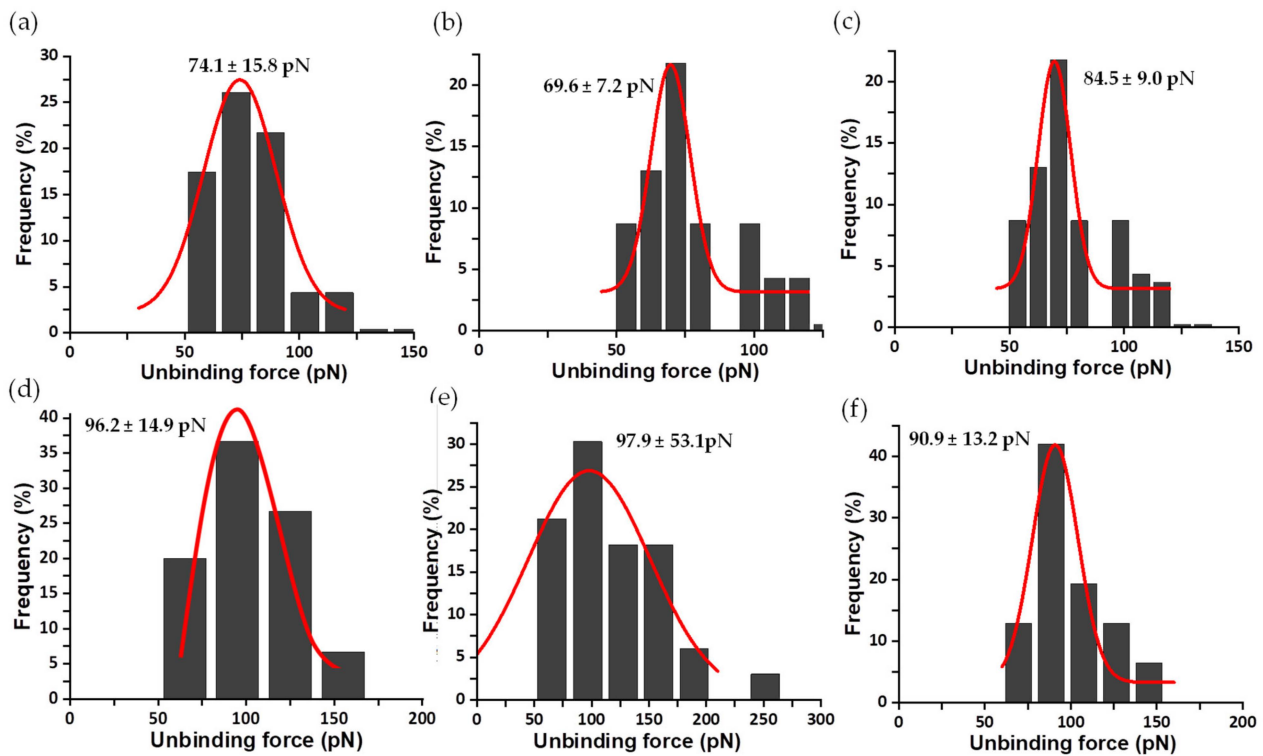 (a)
74.1 ± 15.8 pN
Frequency (%)
30
25
20
15
10
5
0
0 50 100 150
Unbinding force (pN)
(b)
69.6 ± 7.2 pN
Frequency (%)
20
15
10
5
0
0 50 100
Unbinding force (pN)
(c)
84.5 ± 9.0 pN
Frequency (%)
20
15
10
5
0
0 50 100 150
Unbinding force (pN)
(d)
96.2 ± 14.9 pN
Frequency (%)
40
35
30
25
20
15
10
5
0
0 50 100 150 200
Unbinding force (pN)
(e)
97.9 ± 53.1pN
Frequency (%)
30
25
20
15
10
5
0
0 50 100 150 200 250 300
Unbinding force (pN)
(f)
90.9 ± 13.2 pN
Frequency (%)
40
30
20
10
0
0 50 100 150 200
Unbinding force (pN)